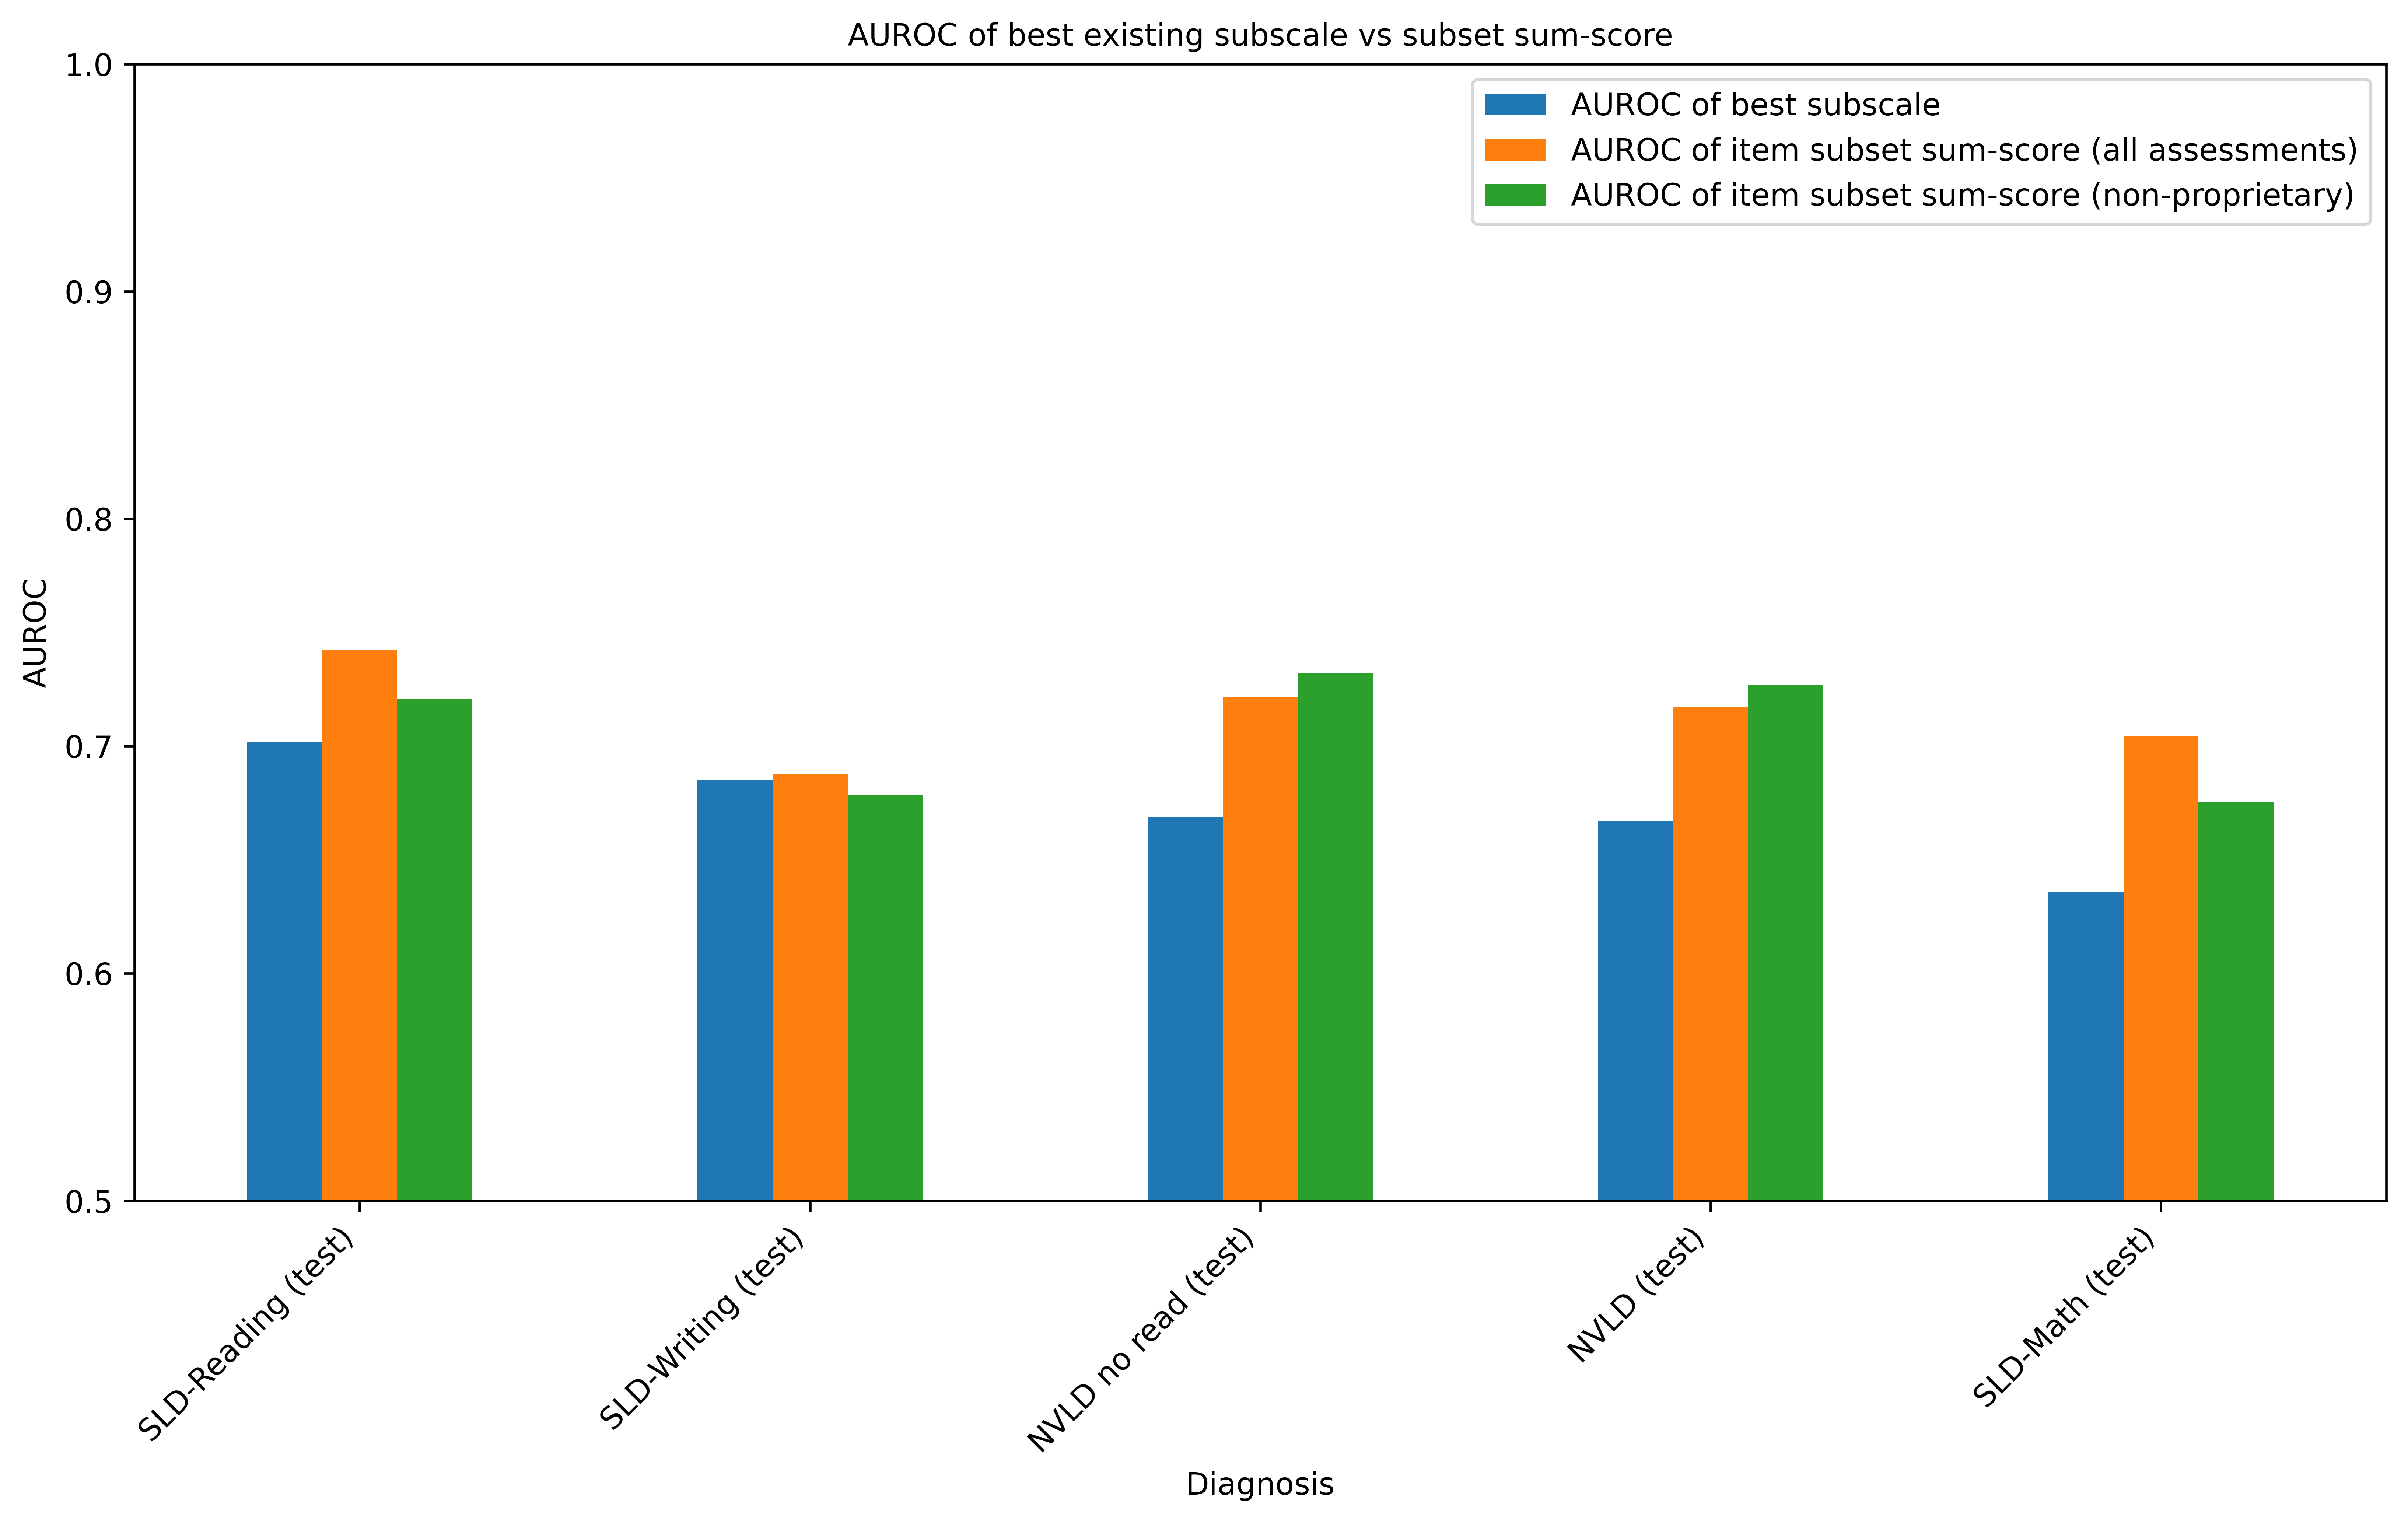 AUROC of best existing subscale vs subset sum-score
1.0
0.9
0.8
0.7
0.6
0.5
AUROC
AUROC of best subscale
AUROC of item subset sum-score (all assessments)
AUROC of item subset sum-score (non-proprietary)
SLD-Reading (test)
SLD-Writing (test)
NVLD no read (test)
NVLD (test)
SLD-Math (test)
Diagnosis